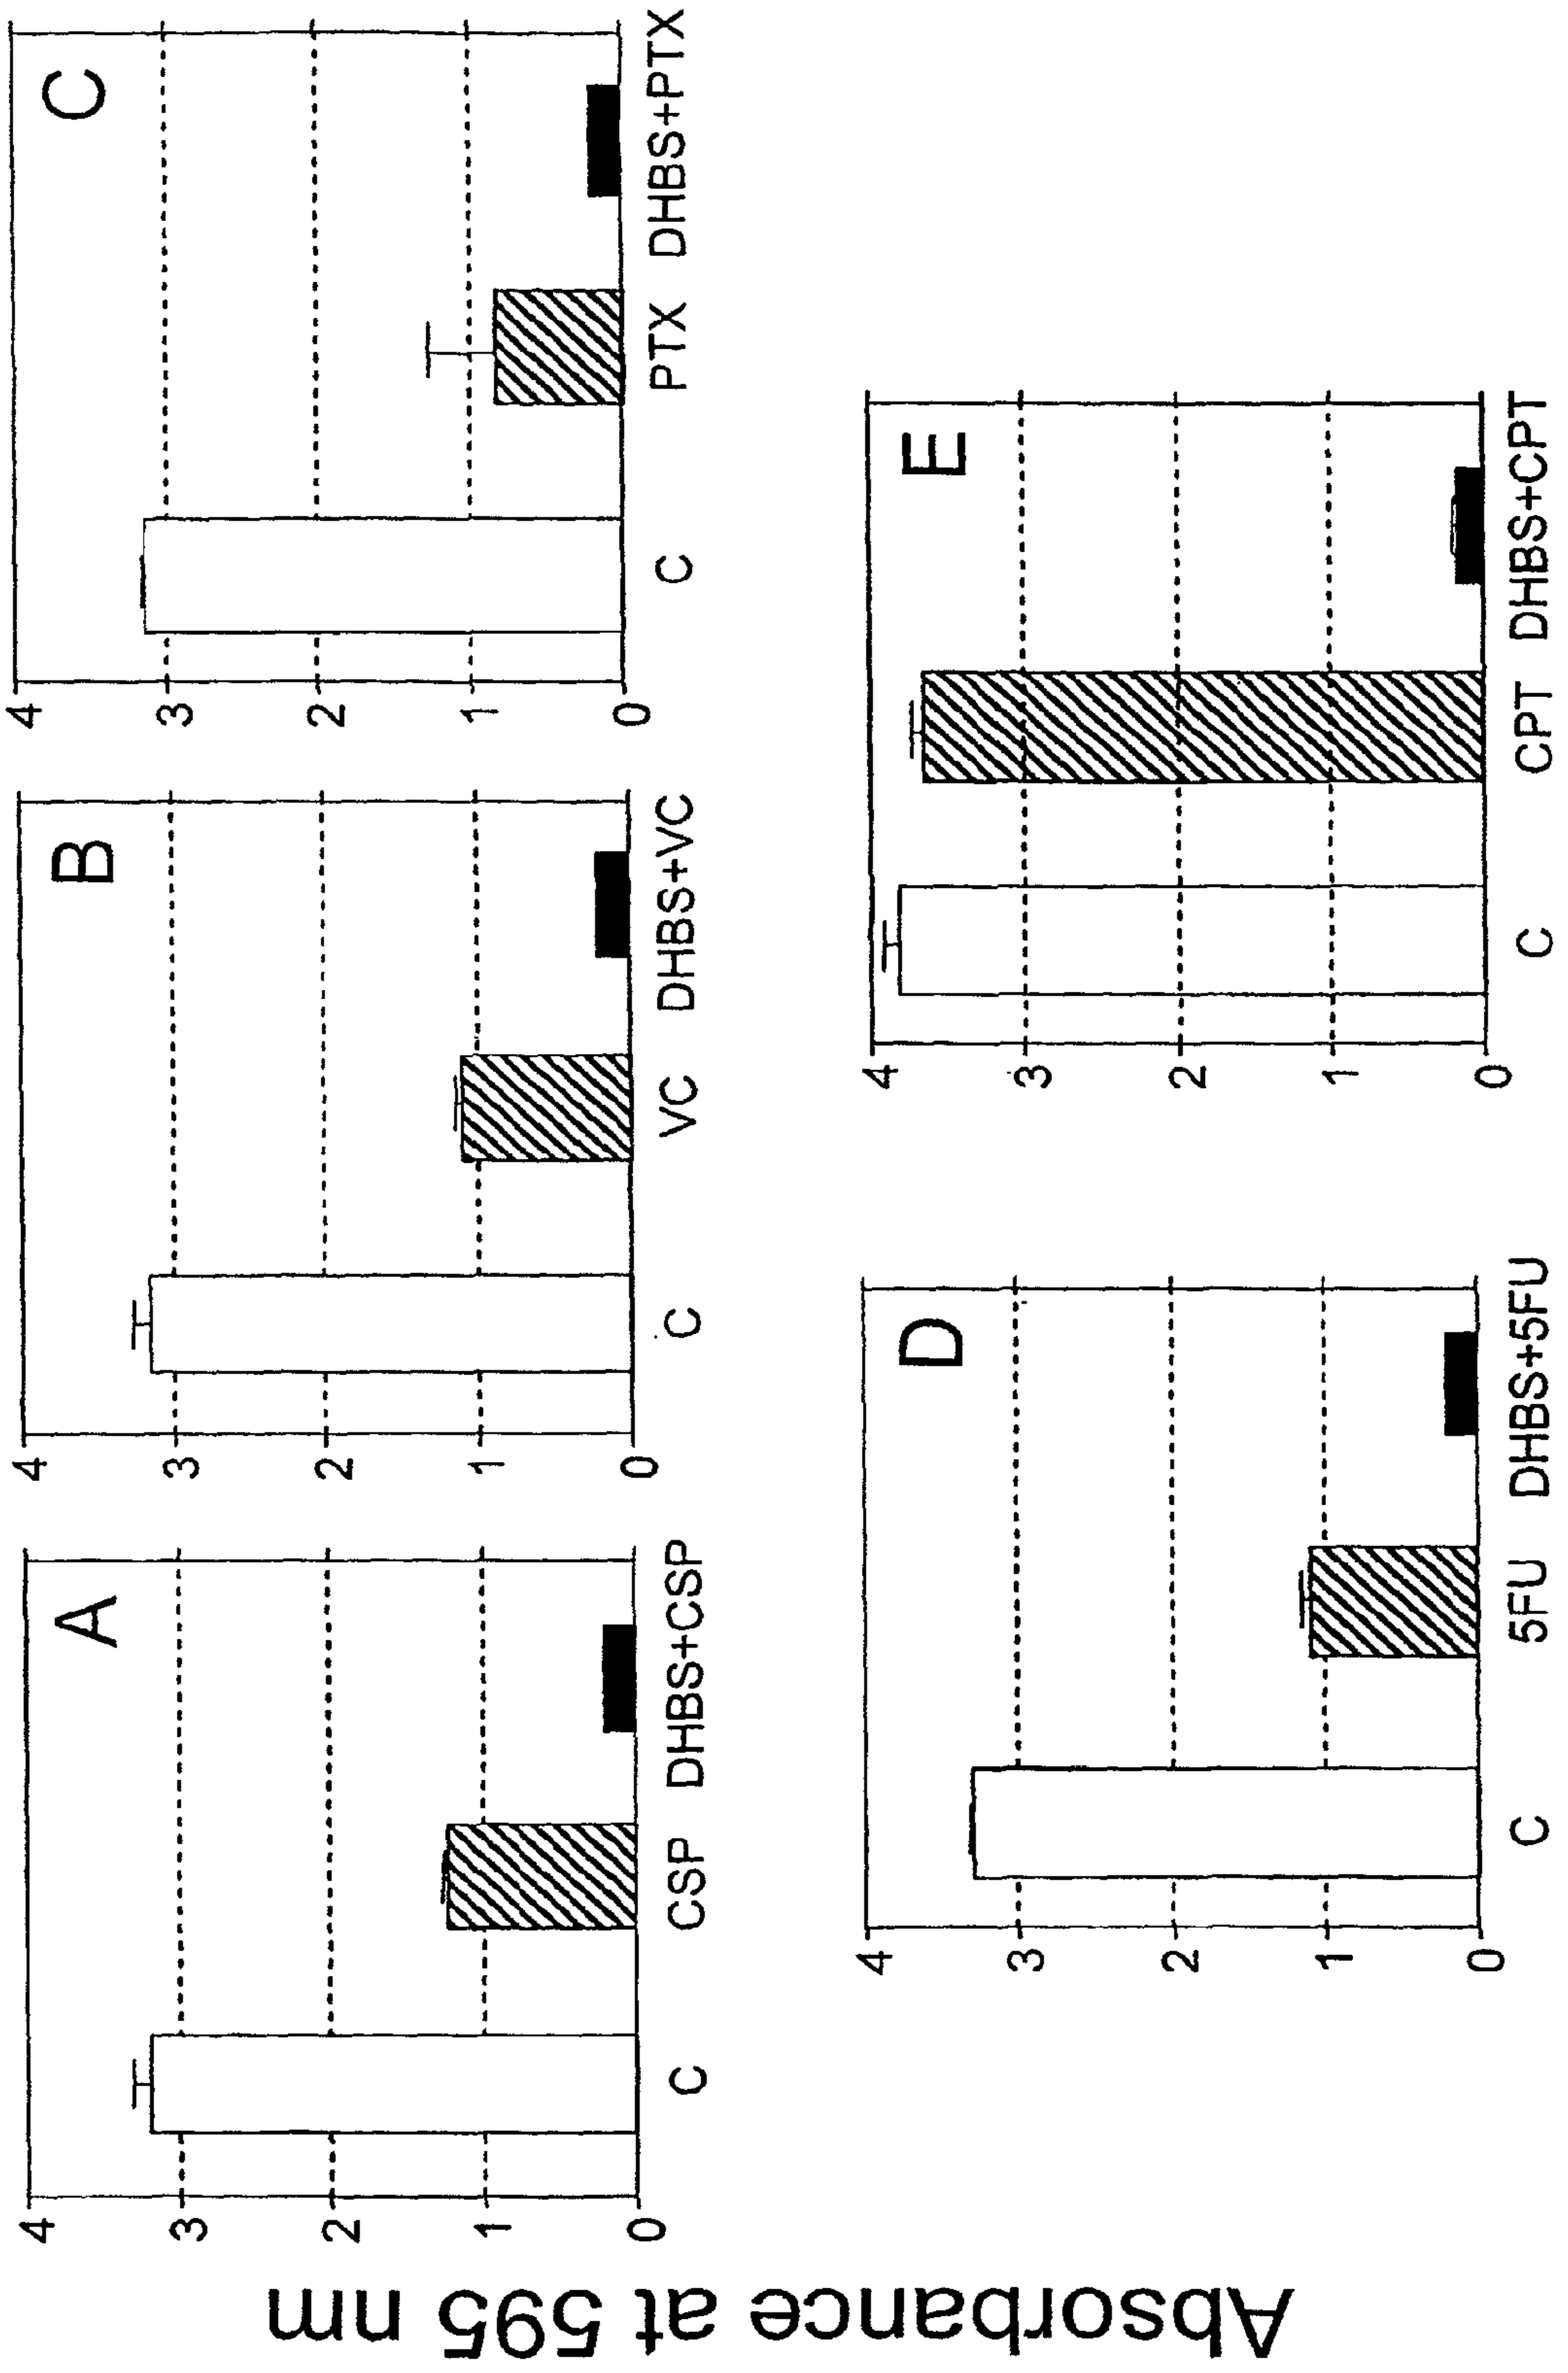 Absorbance at 595 nm
A
4
3
2
1
0
C CSP DHBS+CSP
B
4
3
2
1
0
C VC DHBS+VC
C
4
3
2
1
0
C PTX DHBS+PTX
D
4
3
2
1
0
C 5FU DHBS+5FU
E
4
3
2
1
0
C CPT DHBS+CPT